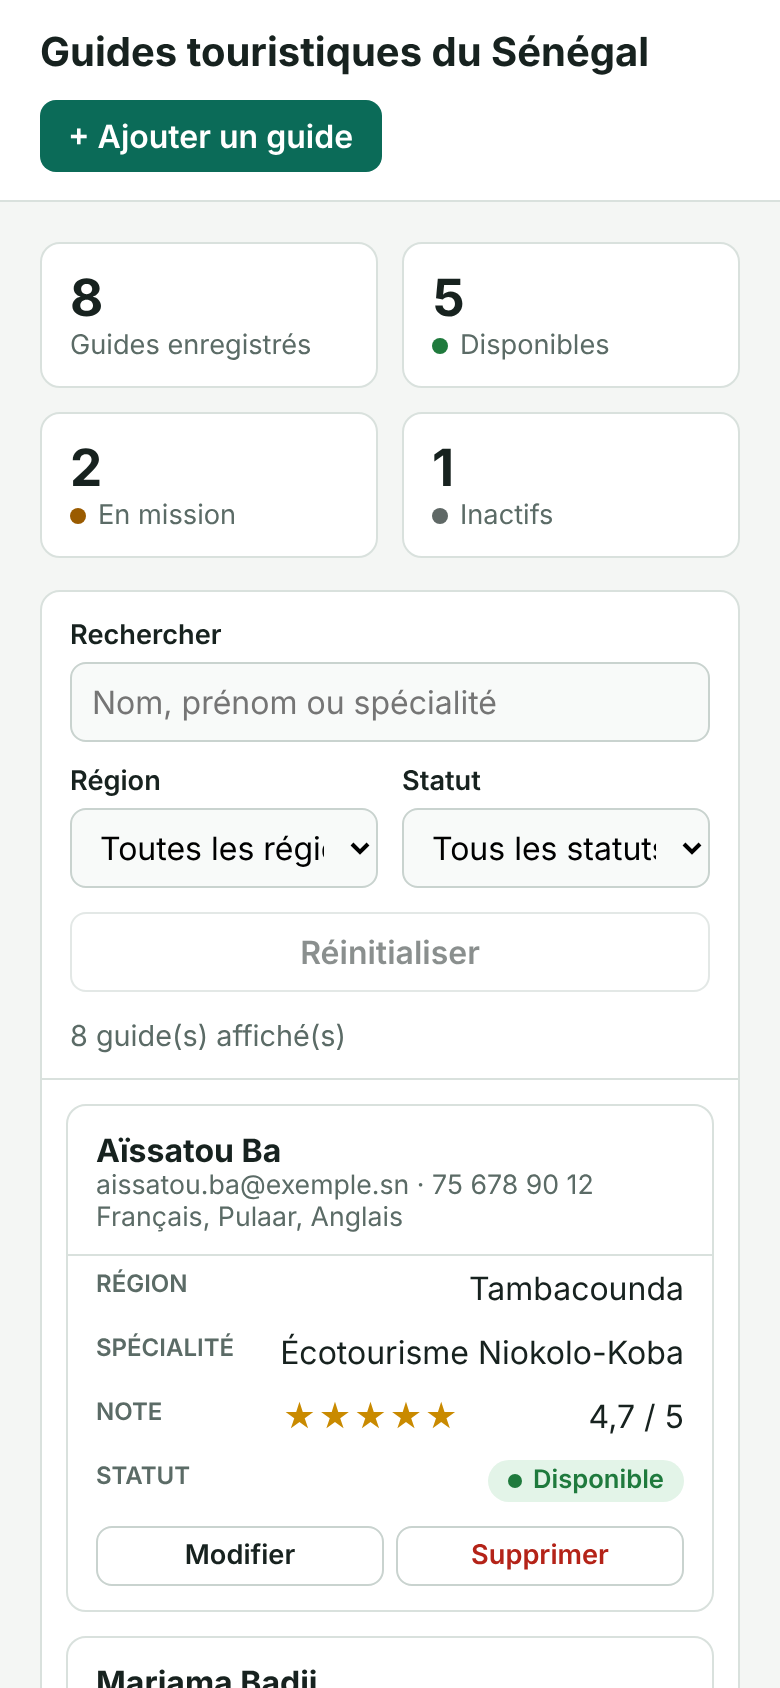 Guides touristiques du Sénégal
+ Ajouter un guide
8
Guides enregistrés
5
Disponibles
2
En mission
1
Inactifs
Rechercher
Nom, prénom ou spécialité
Région
Statut
Toutes les régi
Tous les statuts
Réinitialiser
8 guide(s) affiché(s)
Aïssatou Ba
aissatou.ba@exemple.sn · 75 678 90 12
Français, Pulaar, Anglais
RÉGION
Tambacounda
SPÉCIALITÉ
Écotourisme Niokolo-Koba
NOTE
★★★★★ 4,7 / 5
STATUT
Disponible
Modifier
Supprimer
Mariama Badji